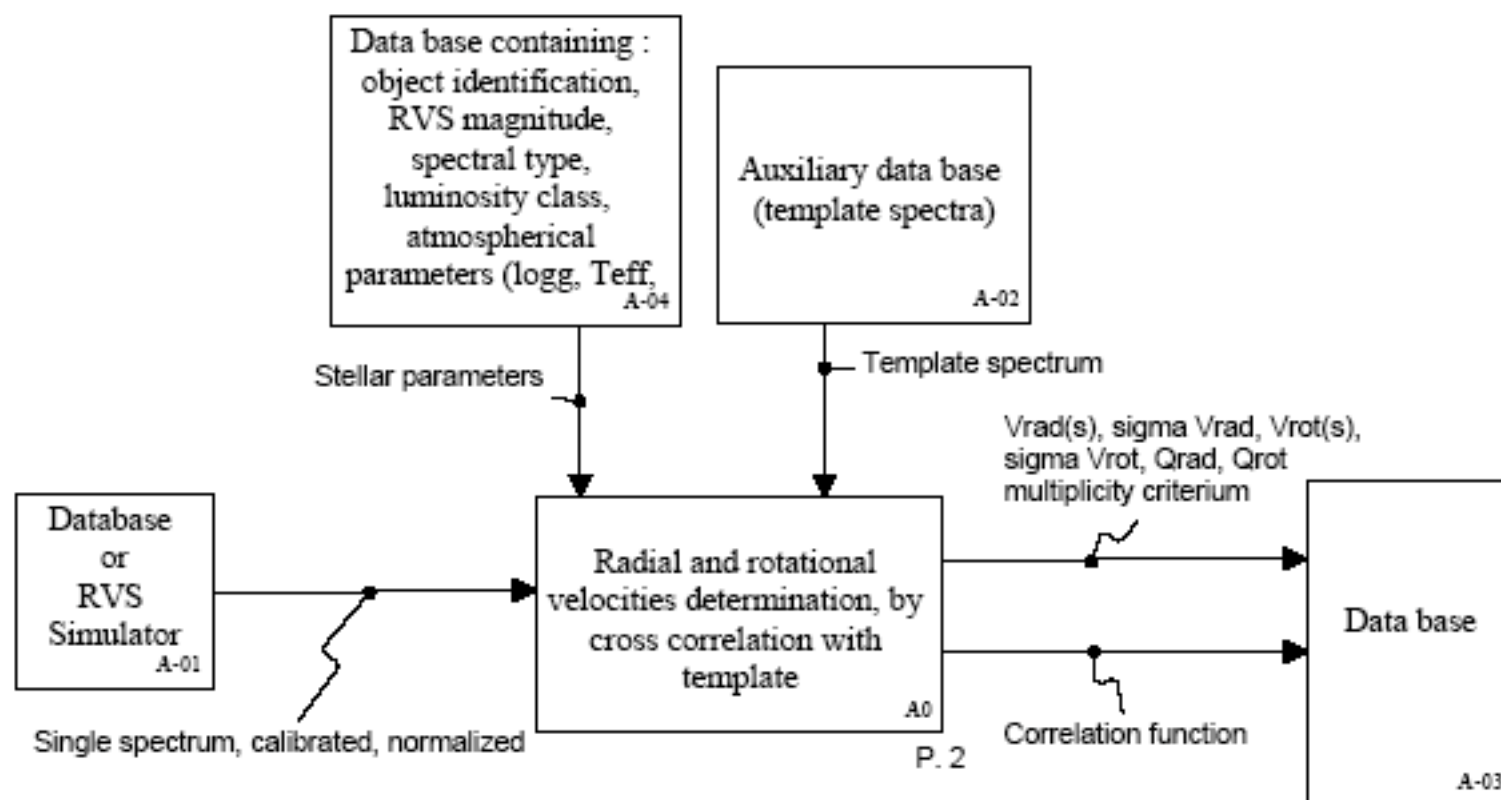 Data base containing :
object identification,
RVS magnitude,
spectral type,
luminosity class,
atmospherical
parameters (logg, Teff,
A-04
Auxiliary data base
(template spectra)
A-02
Stellar parameters
Template spectrum
Vrad(s), sigma Vrad, Vrot(s),
sigma Vrot, Qrad, Qrot
multiplicity criterium
Database
or
RVS
Simulator
A-01
Radial and rotational
velocities determination, by
cross correlation with
template
A0
P. 2
Data base
A-03
Single spectrum, calibrated, normalized
Correlation function